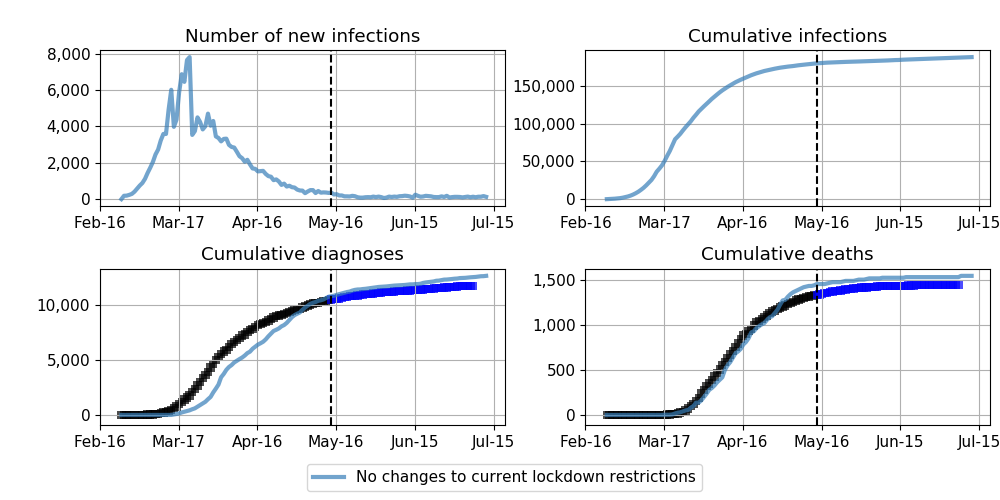 Number of new infections
8,000
6,000
4,000
2,000
0
Feb-16 Mar-17 Apr-16 May-16 Jun-15 Jul-15
Cumulative infections
150,000
100,000
50,000
0
Feb-16 Mar-17 Apr-16 May-16 Jun-15 Jul-15
Cumulative diagnoses
10,000
5,000
0
Feb-16 Mar-17 Apr-16 May-16 Jun-15 Jul-15
Cumulative deaths
1,500
1,000
500
0
Feb-16 Mar-17 Apr-16 May-16 Jun-15 Jul-15
No changes to current lockdown restrictions